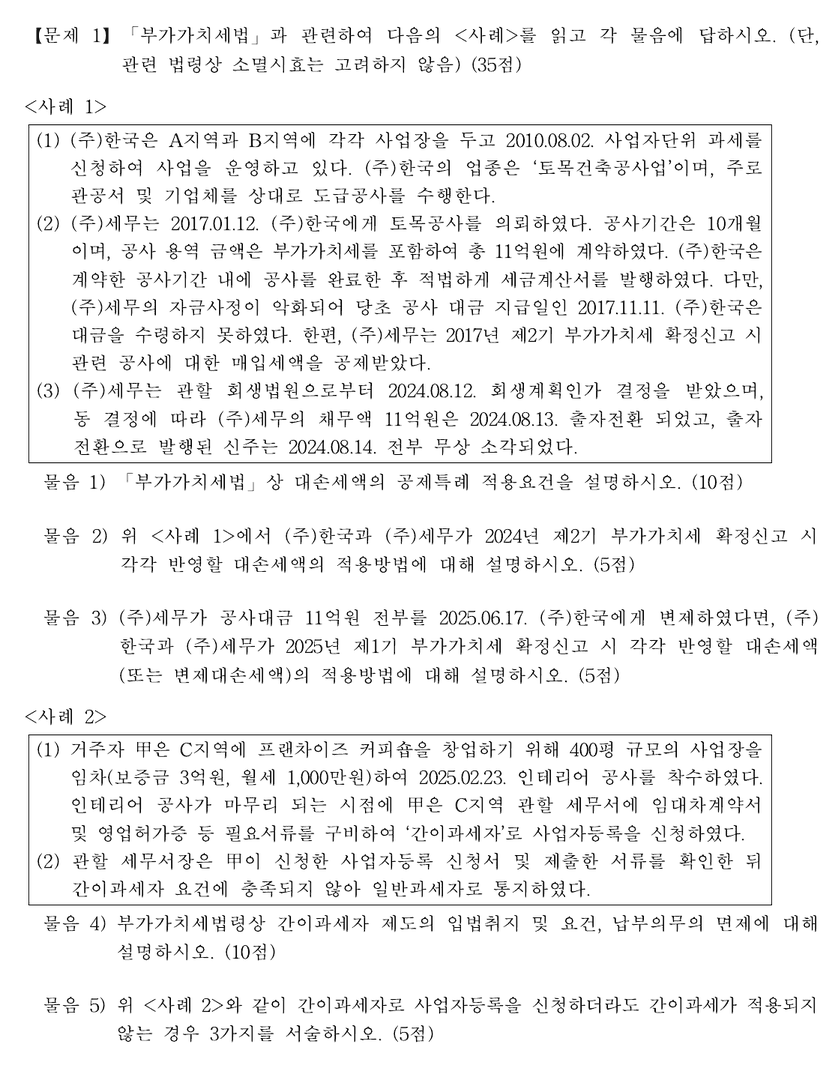 【문제 1】 「부가가치세법」과 관련하여 다음의 <사례>를 읽고 각 물음에 답하시오. (단,
관련 법령상 소멸시효는 고려하지 않음) (35점)
<사례 1>
(1) (주)한국은 A지역과 B지역에 각각 사업장을 두고 2010.08.02. 사업자단위 과세를
신청하여 사업을 운영하고 있다. (주)한국의 업종은 '토목건축공사업'이며, 주로
관공서 및 기업체를 상대로 도급공사를 수행한다.
(2) (주)세무는 2017.01.12. (주)한국에게 토목공사를 의뢰하였다. 공사기간은 10개월
이며, 공사 용역 금액은 부가가치세를 포함하여 총 11억원에 계약하였다. (주)한국은
계약한 공사기간 내에 공사를 완료한 후 적법하게 세금계산서를 발행하였다. 다만,
(주)세무의 자금사정이 악화되어 당초 공사 대금 지급일인 2017.11.11. (주)한국은
대금을 수령하지 못하였다. 한편, (주)세무는 2017년 제2기 부가가치세 확정신고 시
관련 공사에 대한 매입세액을 공제받았다.
(3) (주)세무는 관할 회생법원으로부터 2024.08.12. 회생계획인가 결정을 받았으며,
동 결정에 따라 (주)세무의 채무액 11억원은 2024.08.13. 출자전환 되었고, 출자
전환으로 발행된 신주는 2024.08.14. 전부 무상 소각되었다.
물음 1) 「부가가치세법」상 대손세액의 공제특례 적용요건을 설명하시오. (10점)
물음 2) 위 <사례 1>에서 (주)한국과 (주)세무가 2024년 제2기 부가가치세 확정신고 시
각각 반영할 대손세액의 적용방법에 대해 설명하시오. (5점)
물음 3) (주)세무가 공사대금 11억원 전부를 2025.06.17. (주)한국에게 변제하였다면, (주)
한국과 (주)세무가 2025년 제1기 부가가치세 확정신고 시 각각 반영할 대손세액
(또는 변제대손세액)의 적용방법에 대해 설명하시오. (5점)
<사례 2>
(1) 거주자 甲은 C지역에 프랜차이즈 커피숍을 창업하기 위해 400평 규모의 사업장을
임차(보증금 3억원, 월세 1,000만원)하여 2025.02.23. 인테리어 공사를 착수하였다.
인테리어 공사가 마무리 되는 시점에 甲은 C지역 관할 세무서에 임대차계약서
및 영업허가증 등 필요서류를 구비하여 '간이과세자'로 사업자등록을 신청하였다.
(2) 관할 세무서장은 甲이 신청한 사업자등록 신청서 및 제출한 서류를 확인한 뒤
간이과세자 요건에 충족되지 않아 일반과세자로 통지하였다.
물음 4) 부가가치세법령상 간이과세자 제도의 입법취지 및 요건, 납부의무의 면제에 대해
설명하시오. (10점)
물음 5) 위 <사례 2>와 같이 간이과세자로 사업자등록을 신청하더라도 간이과세가 적용되지
않는 경우 3가지를 서술하시오. (5점)